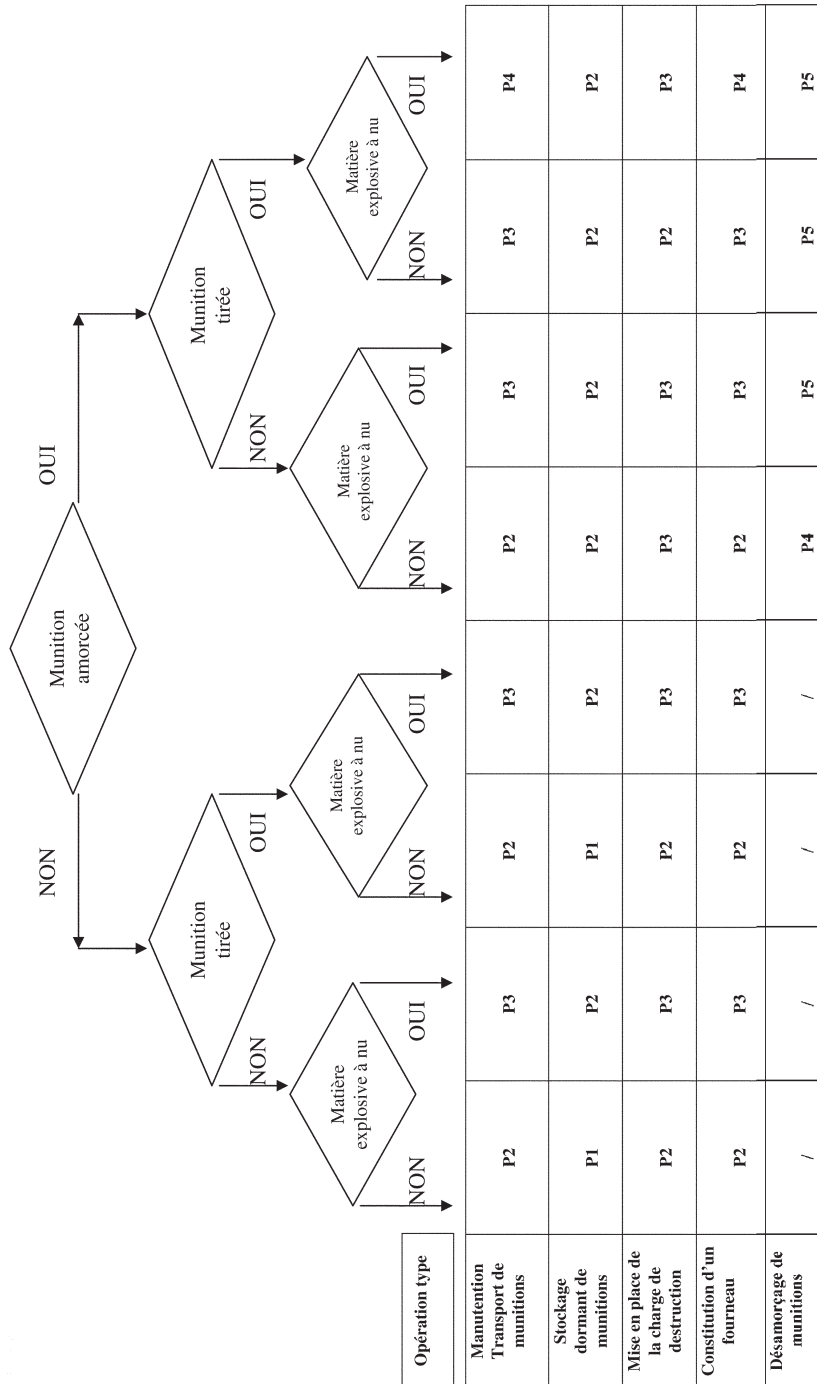 Munition
amorcée
NON
OUI
Munition
tirée
Munition
tirée
NON
OUI
NON
OUI
Matière
explosive à nu
Matière
explosive à nu
Matière
explosive à nu
Matière
explosive à nu
NON
OUI
NON
OUI
NON
OUI
NON
OUI
Opération type
Manutention
Transport de
munitions
P2
P3
P2
P3
P2
P3
P3
P4
Stockage
dormant de
munitions
P1
P2
P1
P2
P2
P2
P2
P2
Mise en place de
la charge de
destruction
P2
P3
P2
P3
P3
P3
P2
P3
Constitution d'un
fourneau
P2
P3
P2
P3
P2
P3
P3
P4
Désamorçage de
munitions
/
/
/
/
P4
P5
P5
P5